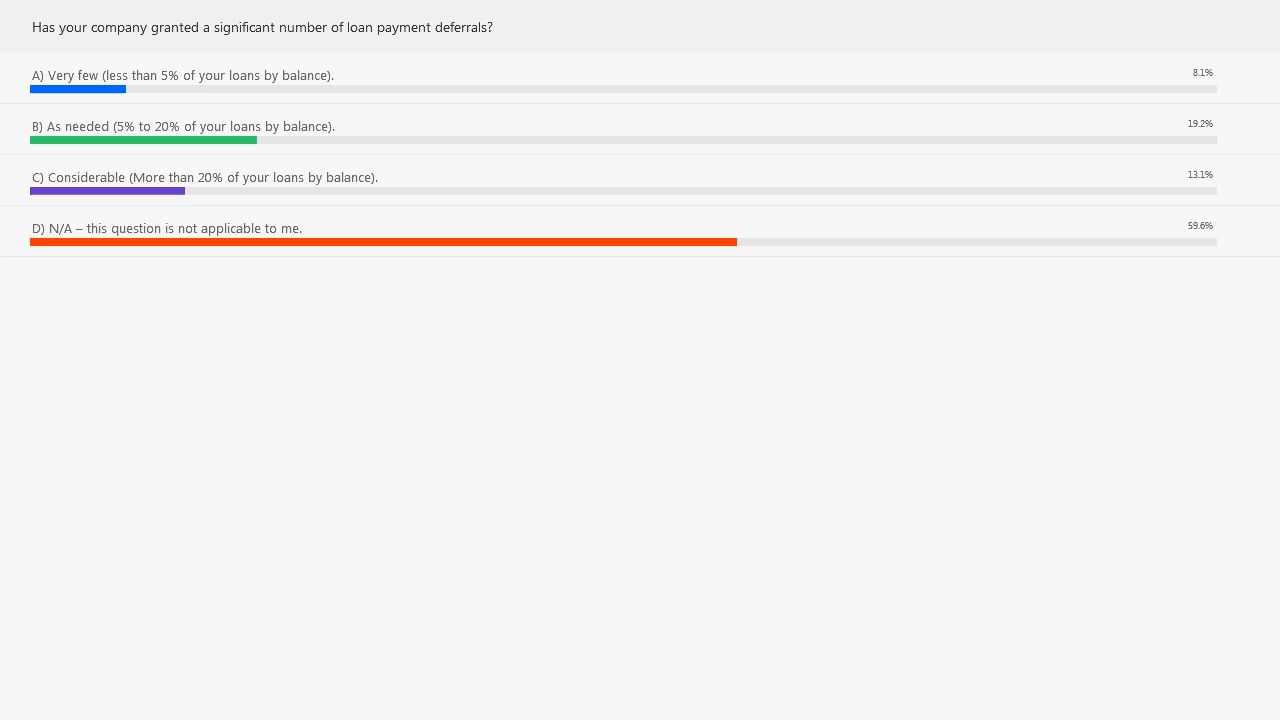 Has your company granted a significant number of loan payment deferrals?
A) Very few (less than 5% of your loans by balance).
8.1%
B) As needed (5% to 20% of your loans by balance).
19.2%
C) Considerable (More than 20% of your loans by balance).
13.1%
D) N/A – this question is not applicable to me.
59.6%